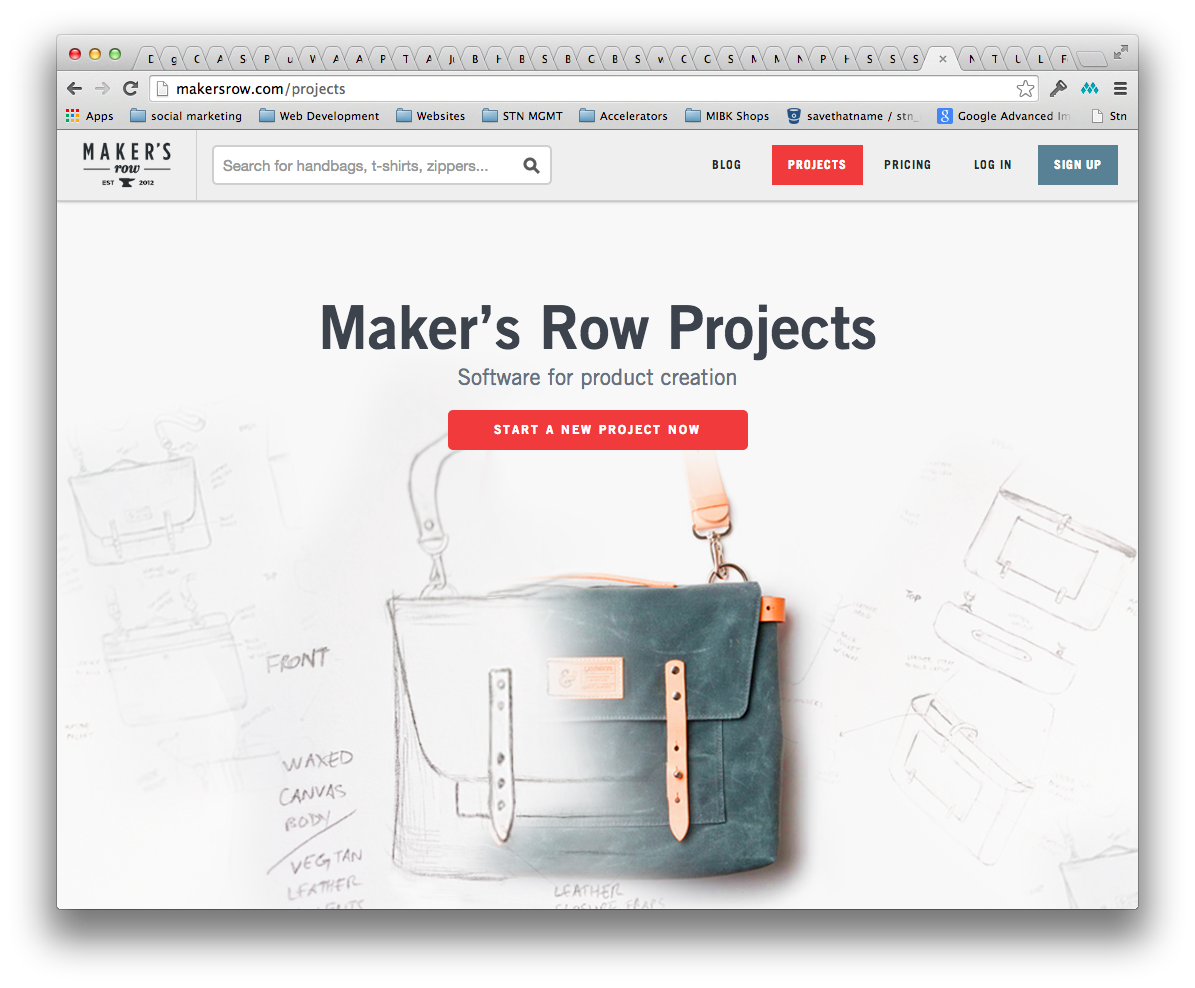 makersrow.com/projects
Apps social marketing Web Development Websites STN MGMT Accelerators MIBK Shops savethatname / stn_ Google Advanced Im Stn
MAKER'S
row
EST 2012
Search for handbags, t-shirts, zippers...
BLOG PROJECTS PRICING LOG IN SIGN UP
Maker's Row Projects
Software for product creation
START A NEW PROJECT NOW
Top
FRONT
WAXED
CANVAS
BODY
VEGTAN
LEATHER
LEATHER